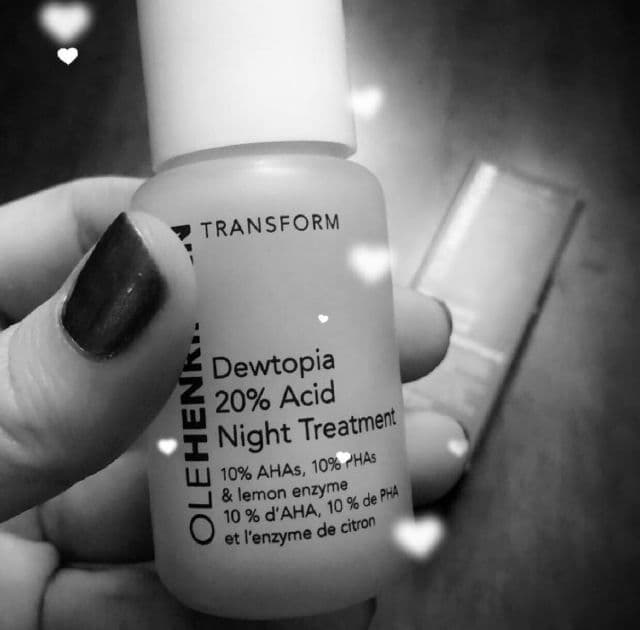 TRANSFORM
Dewtopia
20% Acid
Night Treatment
10% AHAs, 10% PHAs
& lemon enzyme
10 % d'AHA, 10 % de PHA
et l'enzyme de citron